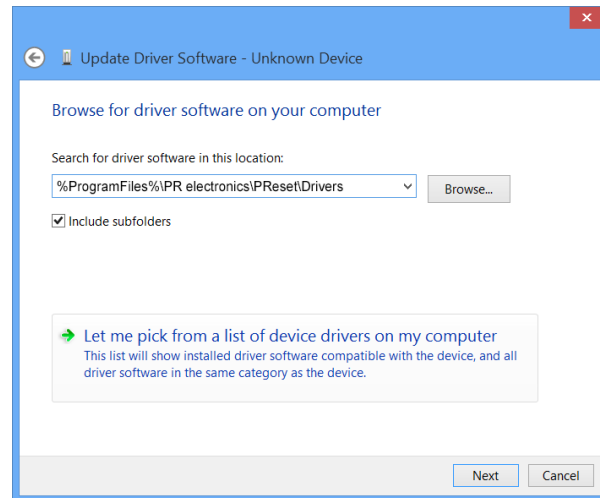 Update Driver Software - Unknown Device
Browse for driver software on your computer
Search for driver software in this location:
%ProgramFiles%\PR electronics\PReset\Drivers
Browse...
Include subfolders
Let me pick from a list of device drivers on my computer
This list will show installed driver software compatible with the device, and all
driver software in the same category as the device.
Next
Cancel